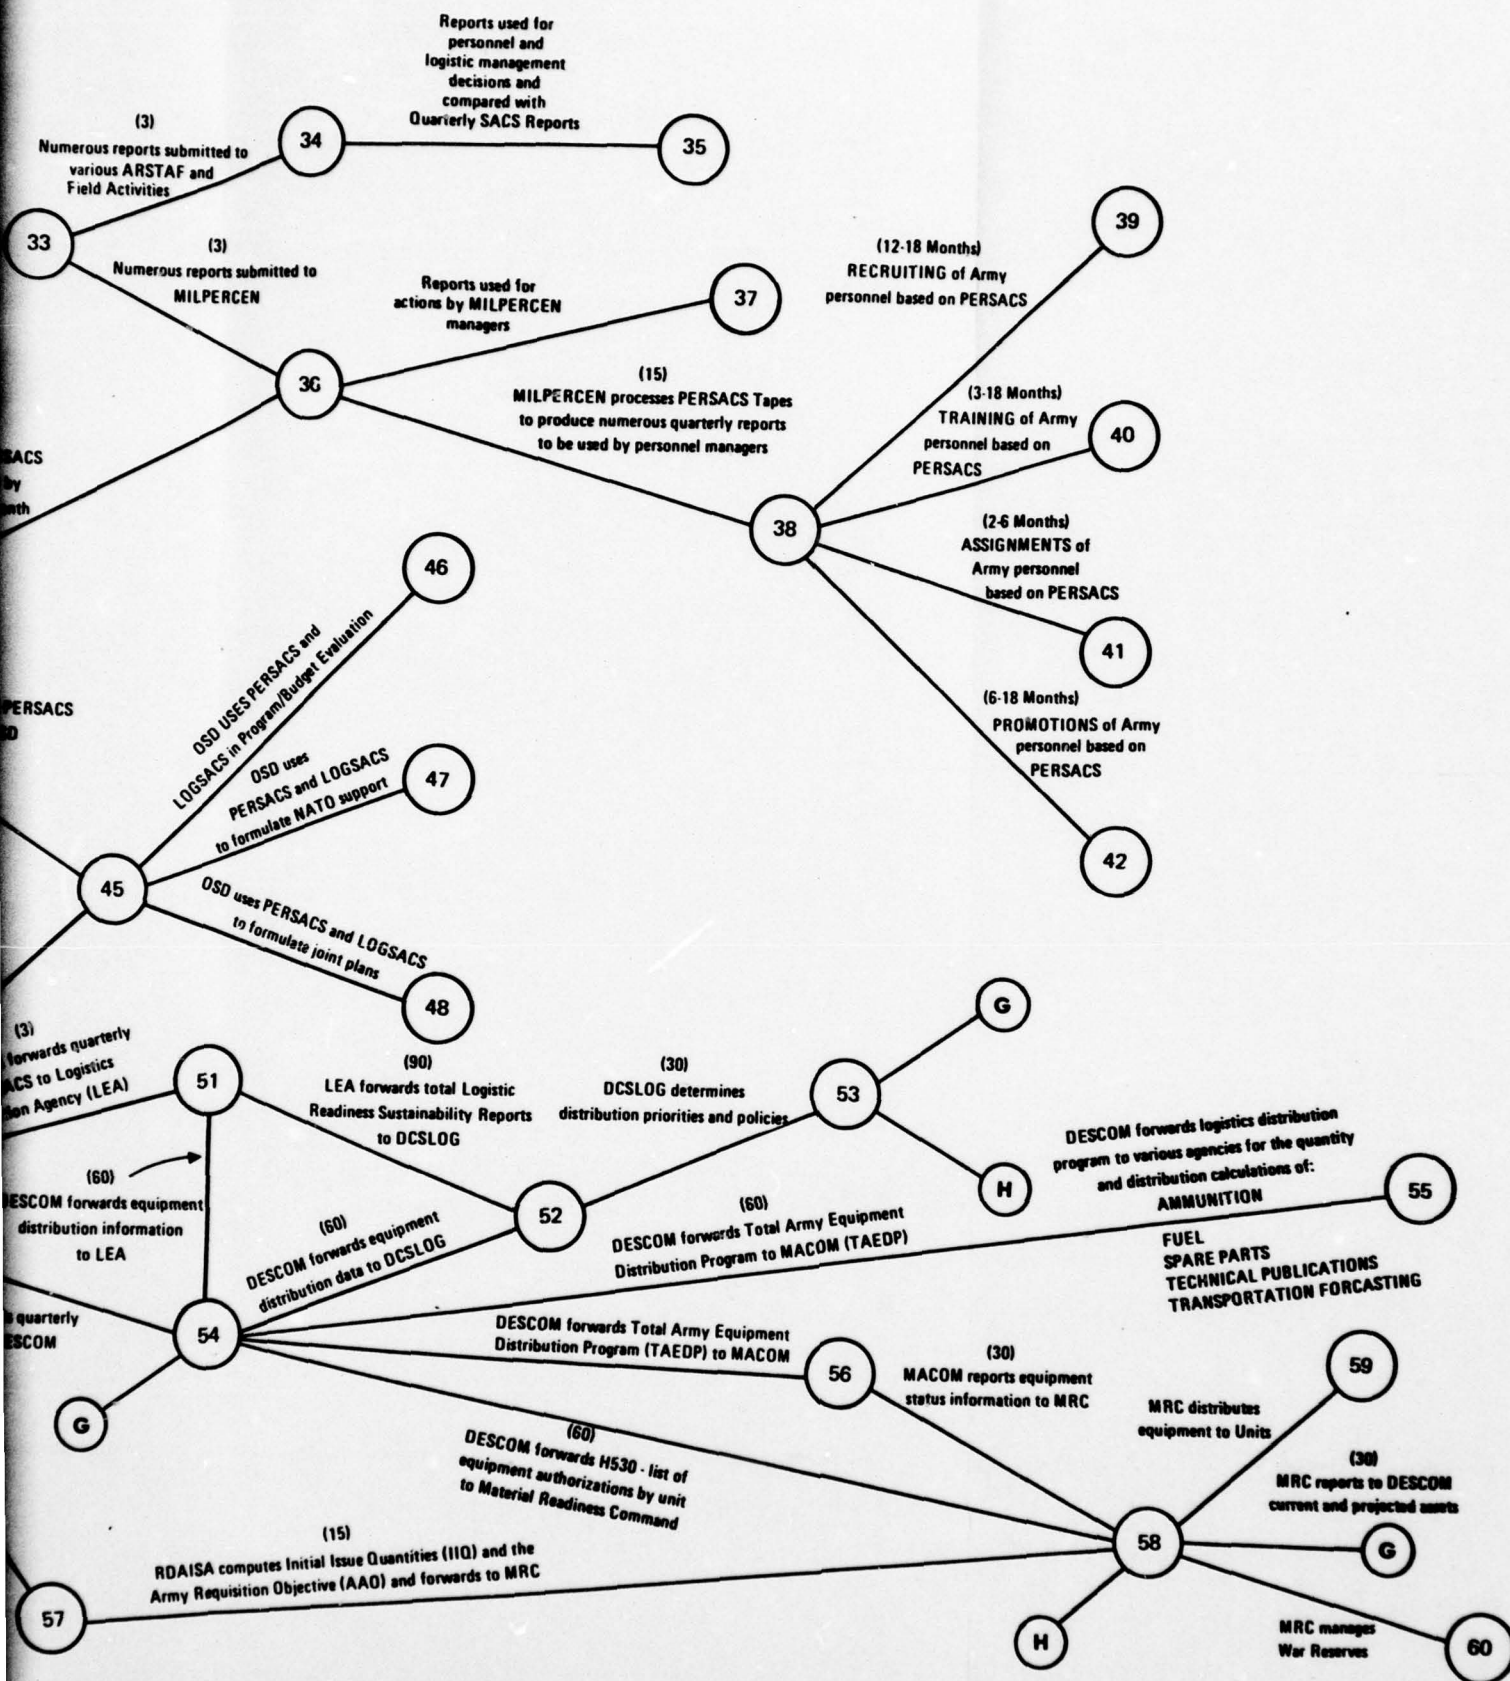 Reports used for
personnel and
logistic management
decisions and
compared with
Quarterly SACS Reports
(3)
Numerous reports submitted to
various ARSTAF and
Field Activities
34
35
33
(3)
Numerous reports submitted to
MILPERCEN
Reports used for
actions by MILPERCEN
managers
37
36
(15)
MILPERCEN processes PERSACS Tapes
to produce numerous quarterly reports
to be used by personnel managers
38
(12-18 Months)
RECRUITING of Army
personnel based on PERSACS
39
(3-18 Months)
TRAINING of Army
personnel based on
PERSACS
40
(2-6 Months)
ASSIGNMENTS of
Army personnel
based on PERSACS
41
(6-18 Months)
PROMOTIONS of Army
personnel based on
PERSACS
42
SACS
by
PERSACS
45
OSD USES PERSACS and
LOGSACS in Program/Budget Evaluation
46
OSD uses
PERSACS and LOGSACS
to formulate NATO support
47
OSD uses PERSACS and LOGSACS
to formulate joint plans
48
(3)
forwards quarterly
ACS to Logistics
Agency (LEA)
51
(90)
LEA forwards total Logistic
Readiness Sustainability Reports
to DCSLOG
(30)
DCSLOG determines
distribution priorities and policies
53
G
H
(60)
DESCOM forwards equipment
distribution information
to LEA
52
(60)
DESCOM forwards equipment
distribution data to DCSLOG
(60)
DESCOM forwards Total Army Equipment
Distribution Program to MACOM (TAEDP)
DESCOM forwards logistics distribution
program to various agencies for the quantity
and distribution calculations of:
AMMUNITION
FUEL
SPARE PARTS
TECHNICAL PUBLICATIONS
TRANSPORTATION FORCASTING
55
quarterly
ESCOM
54
G
DESCOM forwards Total Army Equipment
Distribution Program (TAEDP) to MACOM
56
(30)
MACOM reports equipment
status information to MRC
(60)
DESCOM forwards H530 - list of
equipment authorizations by unit
to Material Readiness Command
MRC distributes
equipment to Units
59
(30)
MRC reports to DESCOM
current and projected assets
58
G
(15)
RDAISA computes Initial Issue Quantities (IIQ) and the
Army Requisition Objective (AAO) and forwards to MRC
57
H
MRC manages
War Reserves
60